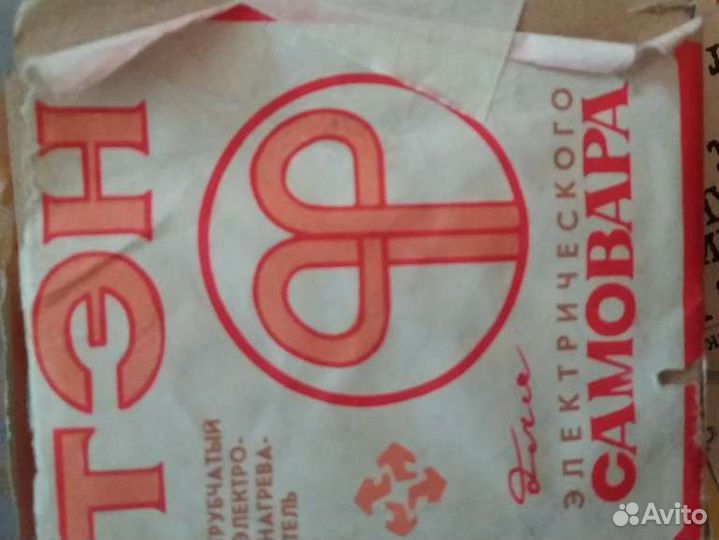 ТЭН
ТРУБЧАТЫЙ
ЭЛЕКТРО-
НАГРЕВА-
ТЕЛЬ
для
ЭЛЕКТРИЧЕСКОГО
САМОВАРА
Avito